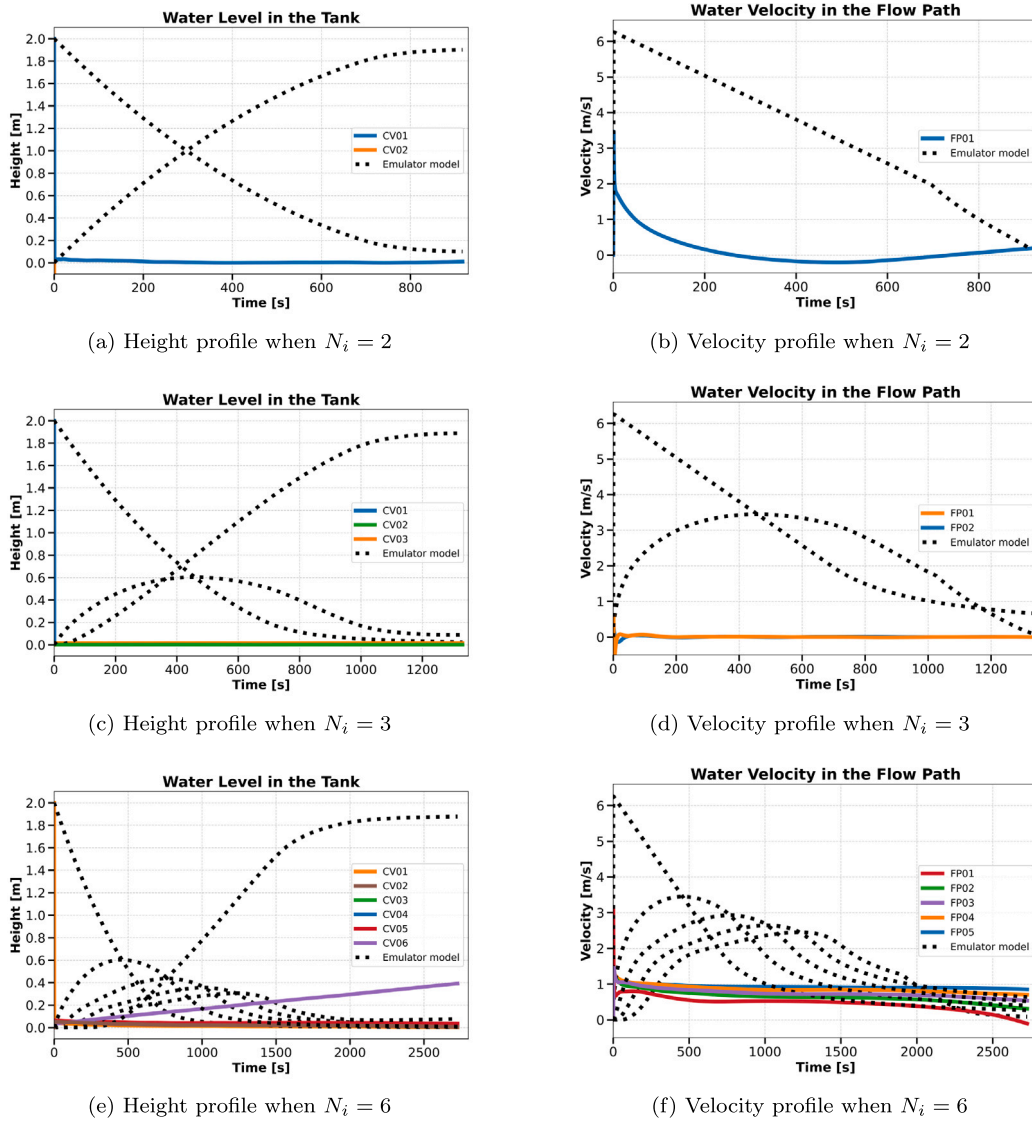 Water Level in the Tank
Height [m]
2.0
1.8
1.6
1.4
1.2
1.0
0.8
0.6
0.4
0.2
0.0
CV01
CV02
Emulator model
0 200 400 600 800
Time [s]
(a) Height profile when N_i = 2
Water Velocity in the Flow Path
Velocity [m/s]
6
5
4
3
2
1
0
FP01
Emulator model
0 200 400 600 800
Time [s]
(b) Velocity profile when N_i = 2
Water Level in the Tank
Height [m]
2.0
1.8
1.6
1.4
1.2
1.0
0.8
0.6
0.4
0.2
0.0
CV01
CV02
CV03
Emulator model
0 200 400 600 800 1000 1200
Time [s]
(c) Height profile when N_i = 3
Water Velocity in the Flow Path
Velocity [m/s]
6
5
4
3
2
1
0
FP01
FP02
Emulator model
0 200 400 600 800 1000 1200
Time [s]
(d) Velocity profile when N_i = 3
Water Level in the Tank
Height [m]
2.0
1.8
1.6
1.4
1.2
1.0
0.8
0.6
0.4
0.2
0.0
CV01
CV02
CV03
CV04
CV05
CV06
Emulator model
0 500 1000 1500 2000 2500
Time [s]
(e) Height profile when N_i = 6
Water Velocity in the Flow Path
Velocity [m/s]
6
5
4
3
2
1
0
FP01
FP02
FP03
FP04
FP05
Emulator model
0 500 1000 1500 2000 2500
Time [s]
(f) Velocity profile when N_i = 6